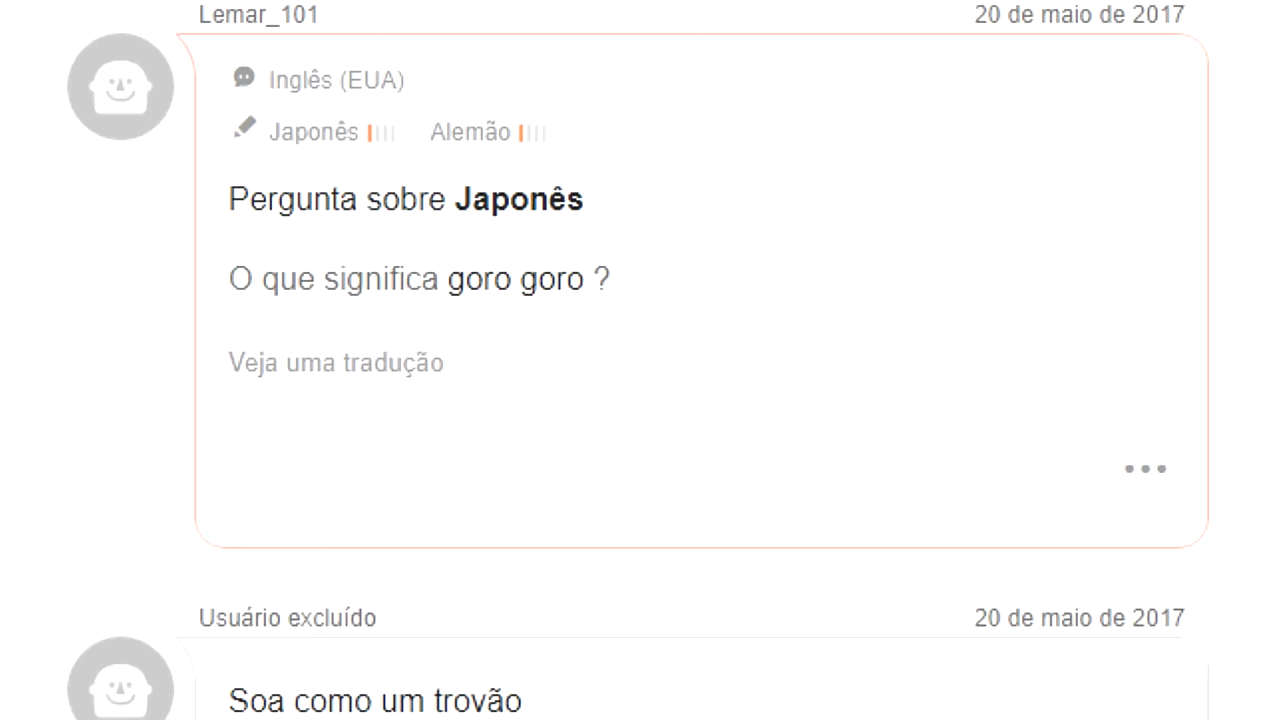 Lemar_101 20 de maio de 2017
Inglês (EUA)
Japonês Alemão
Pergunta sobre Japonês
O que significa goro goro ?
Veja uma tradução
Usuário excluído 20 de maio de 2017
Soa como um trovão